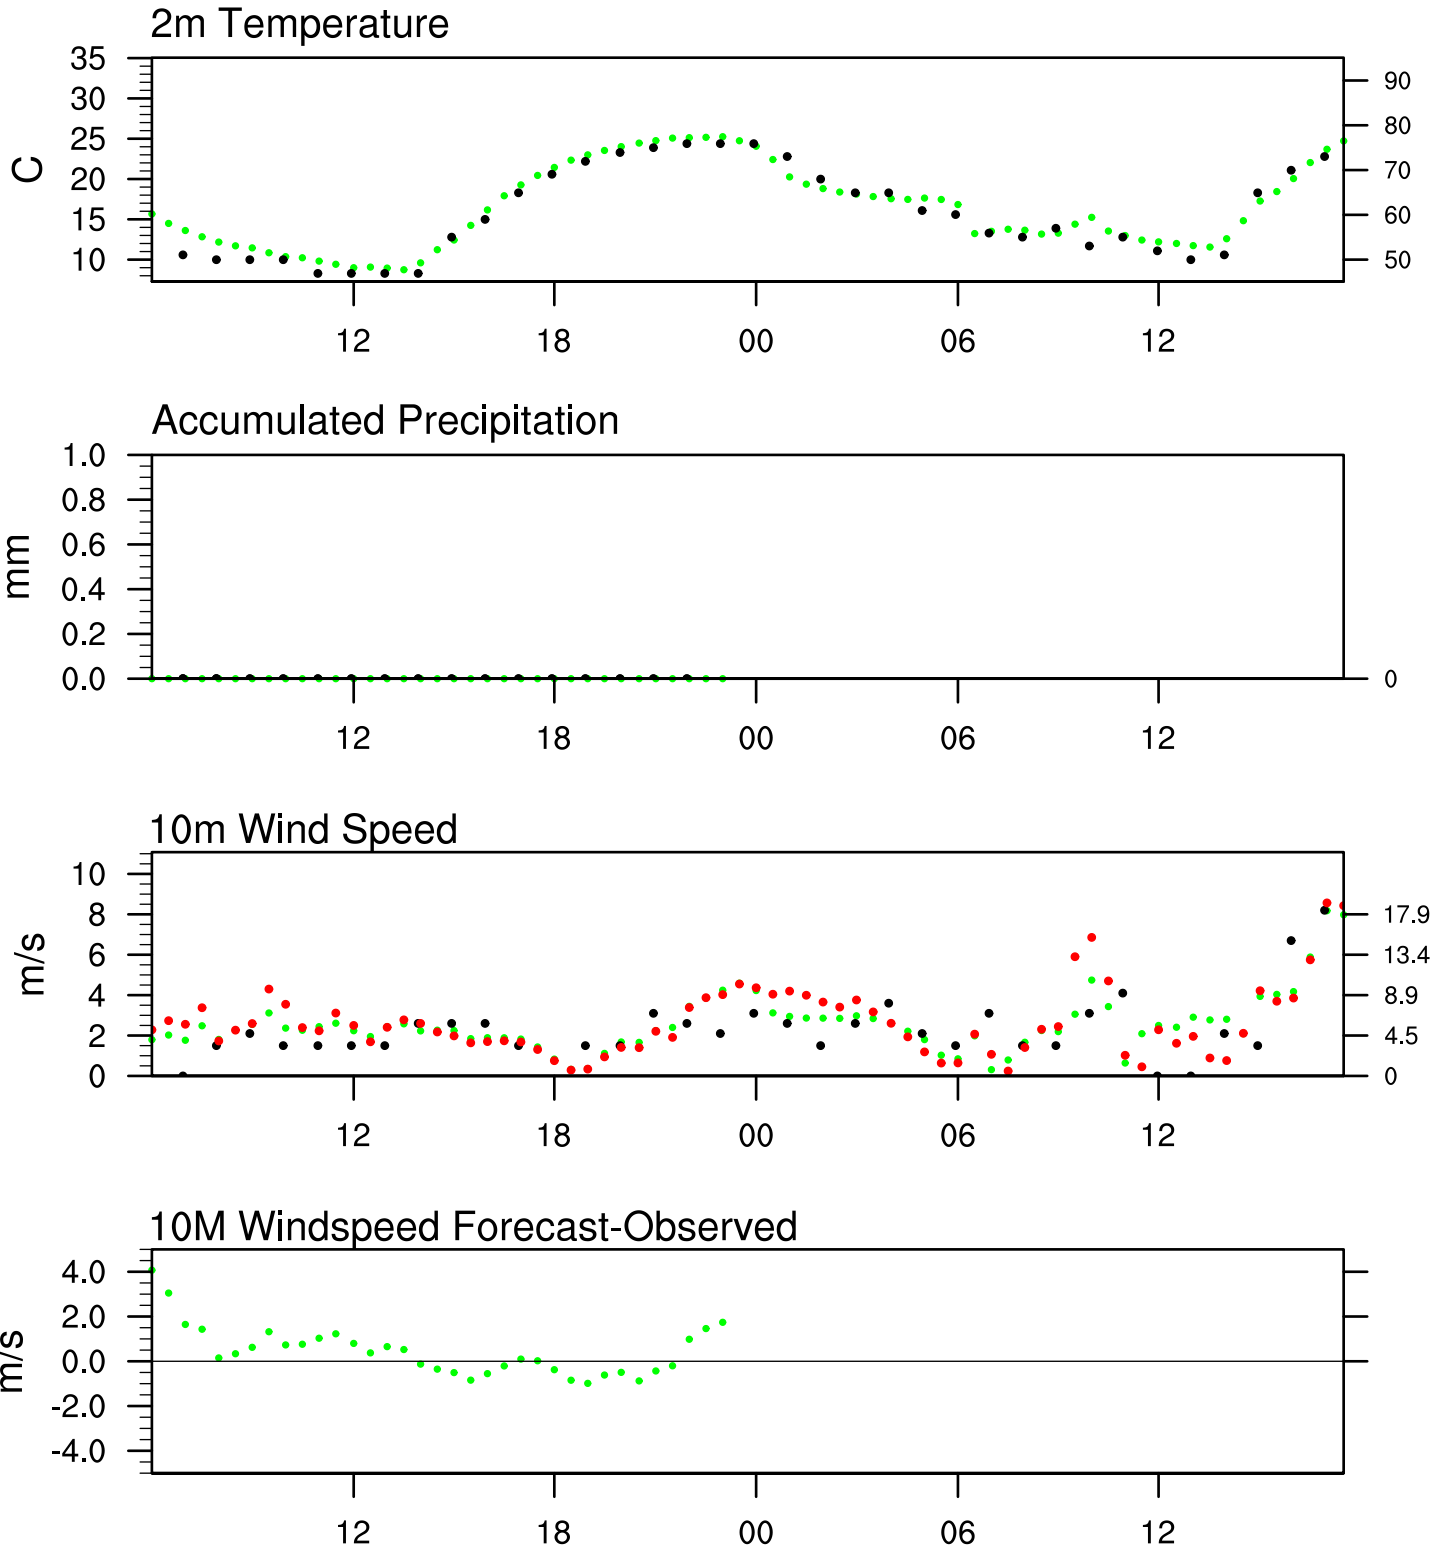 2m Temperature
35
30
25
20
15
10
C
90
80
70
60
50
12 18 00 06 12
Accumulated Precipitation
1.0
0.8
0.6
0.4
0.2
0.0
mm
0
12 18 00 06 12
10m Wind Speed
10
8
6
4
2
0
m/s
17.9
13.4
8.9
4.5
0
12 18 00 06 12
10M Windspeed Forecast-Observed
4.0
2.0
0.0
-2.0
-4.0
m/s
12 18 00 06 12